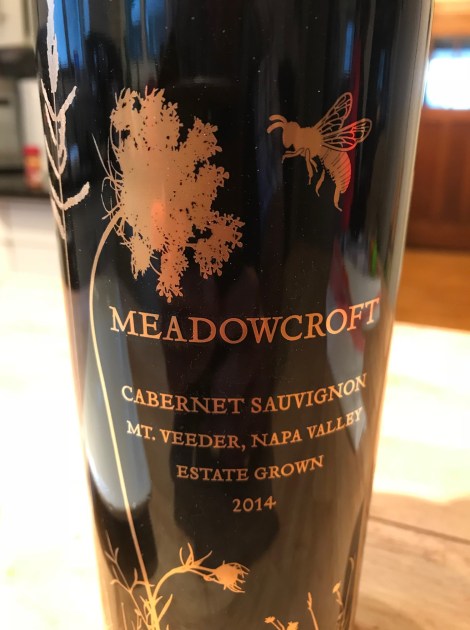 MEADOWCROFT
CABERNET SAUVIGNON
MT. VEEDER, NAPA VALLEY
ESTATE GROWN
2014